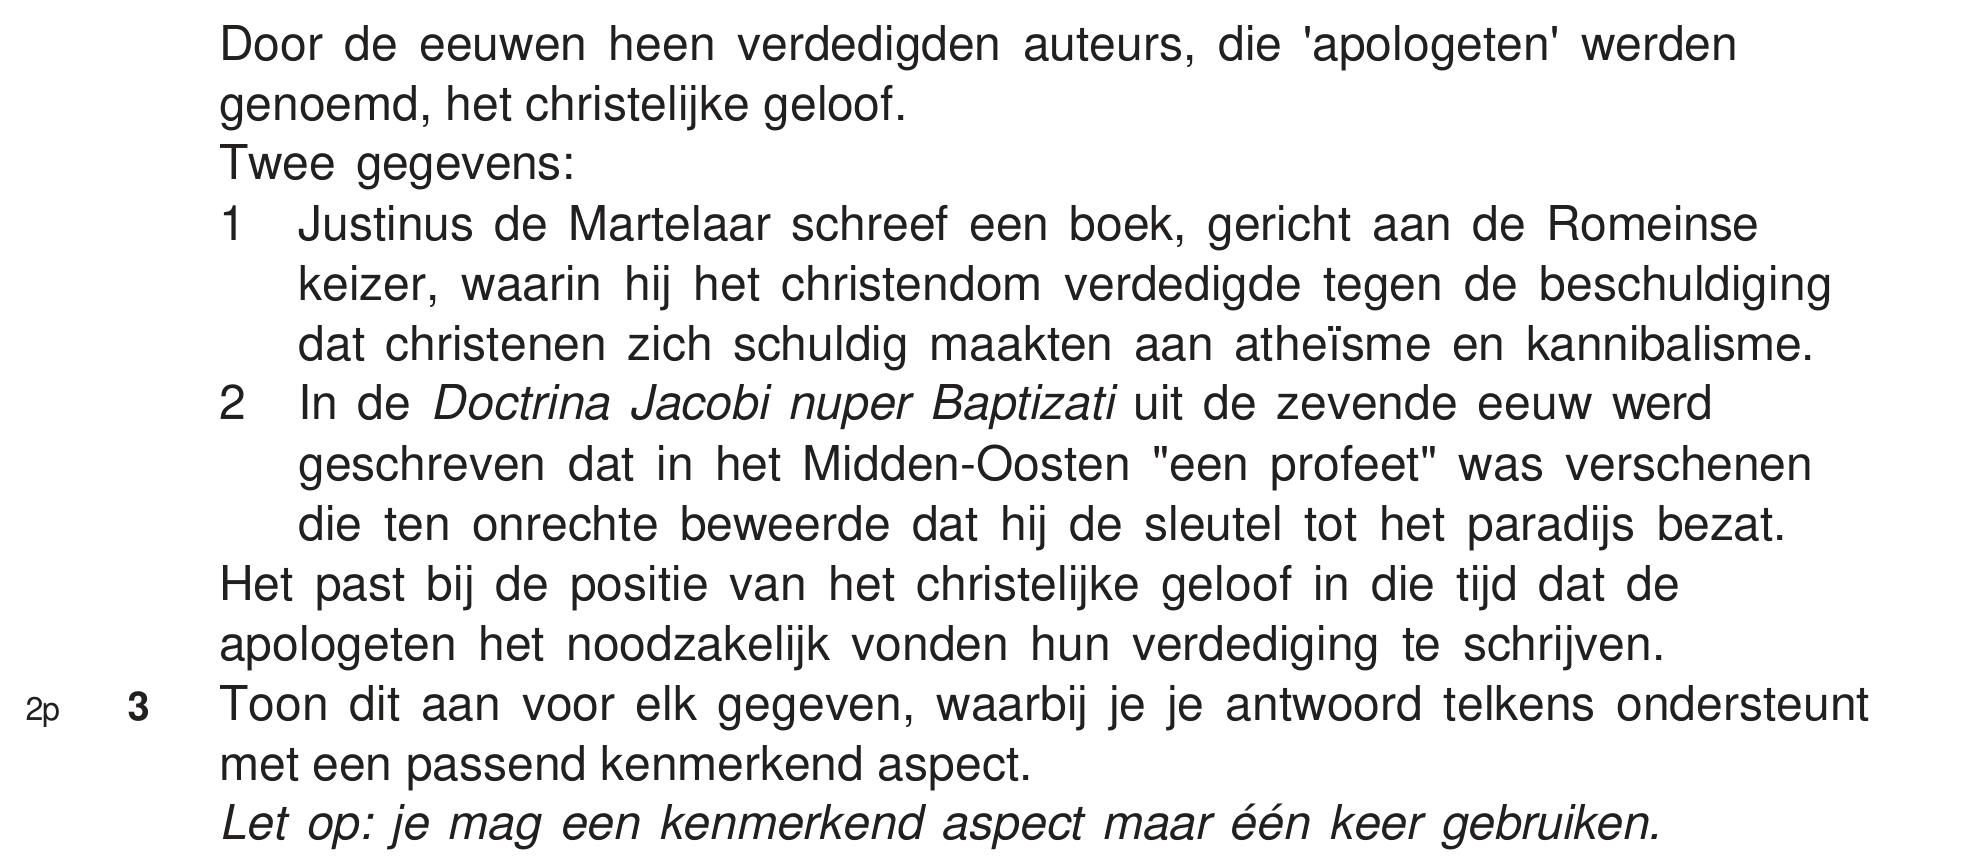 Door de eeuwen heen verdedigden auteurs, die 'apologeten' werden
genoemd, het christelijke geloof.
Twee gegevens:
1 Justinus de Martelaar schreef een boek, gericht aan de Romeinse
keizer, waarin hij het christendom verdedigde tegen de beschuldiging
dat christenen zich schuldig maakten aan atheïsme en kannibalisme.
2 In de Doctrina Jacobi nuper Baptizati uit de zevende eeuw werd
geschreven dat in het Midden-Oosten "een profeet" was verschenen
die ten onrechte beweerde dat hij de sleutel tot het paradijs bezat.
Het past bij de positie van het christelijke geloof in die tijd dat de
apologeten het noodzakelijk vonden hun verdediging te schrijven.
2p 3 Toon dit aan voor elk gegeven, waarbij je je antwoord telkens ondersteunt
met een passend kenmerkend aspect.
Let op: je mag een kenmerkend aspect maar één keer gebruiken.